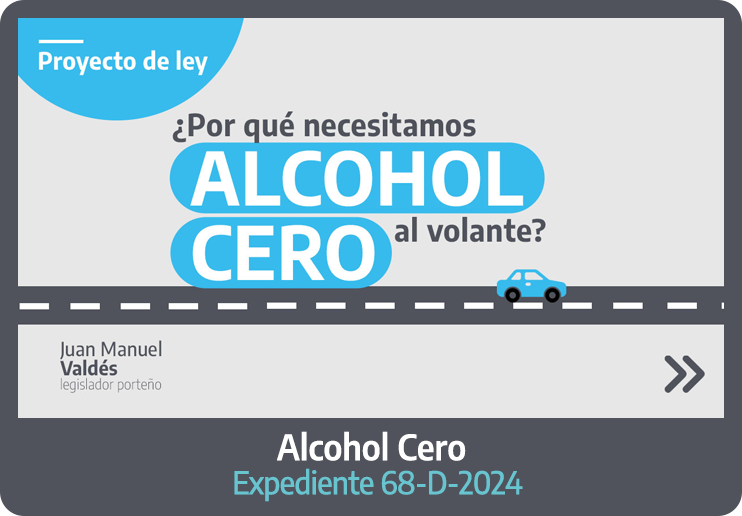 Proyecto de ley
¿Por qué necesitamos
ALCOHOL
CERO
al volante?
Juan Manuel
Valdés
legislador porteño
Alcohol Cero
Expediente 68-D-2024